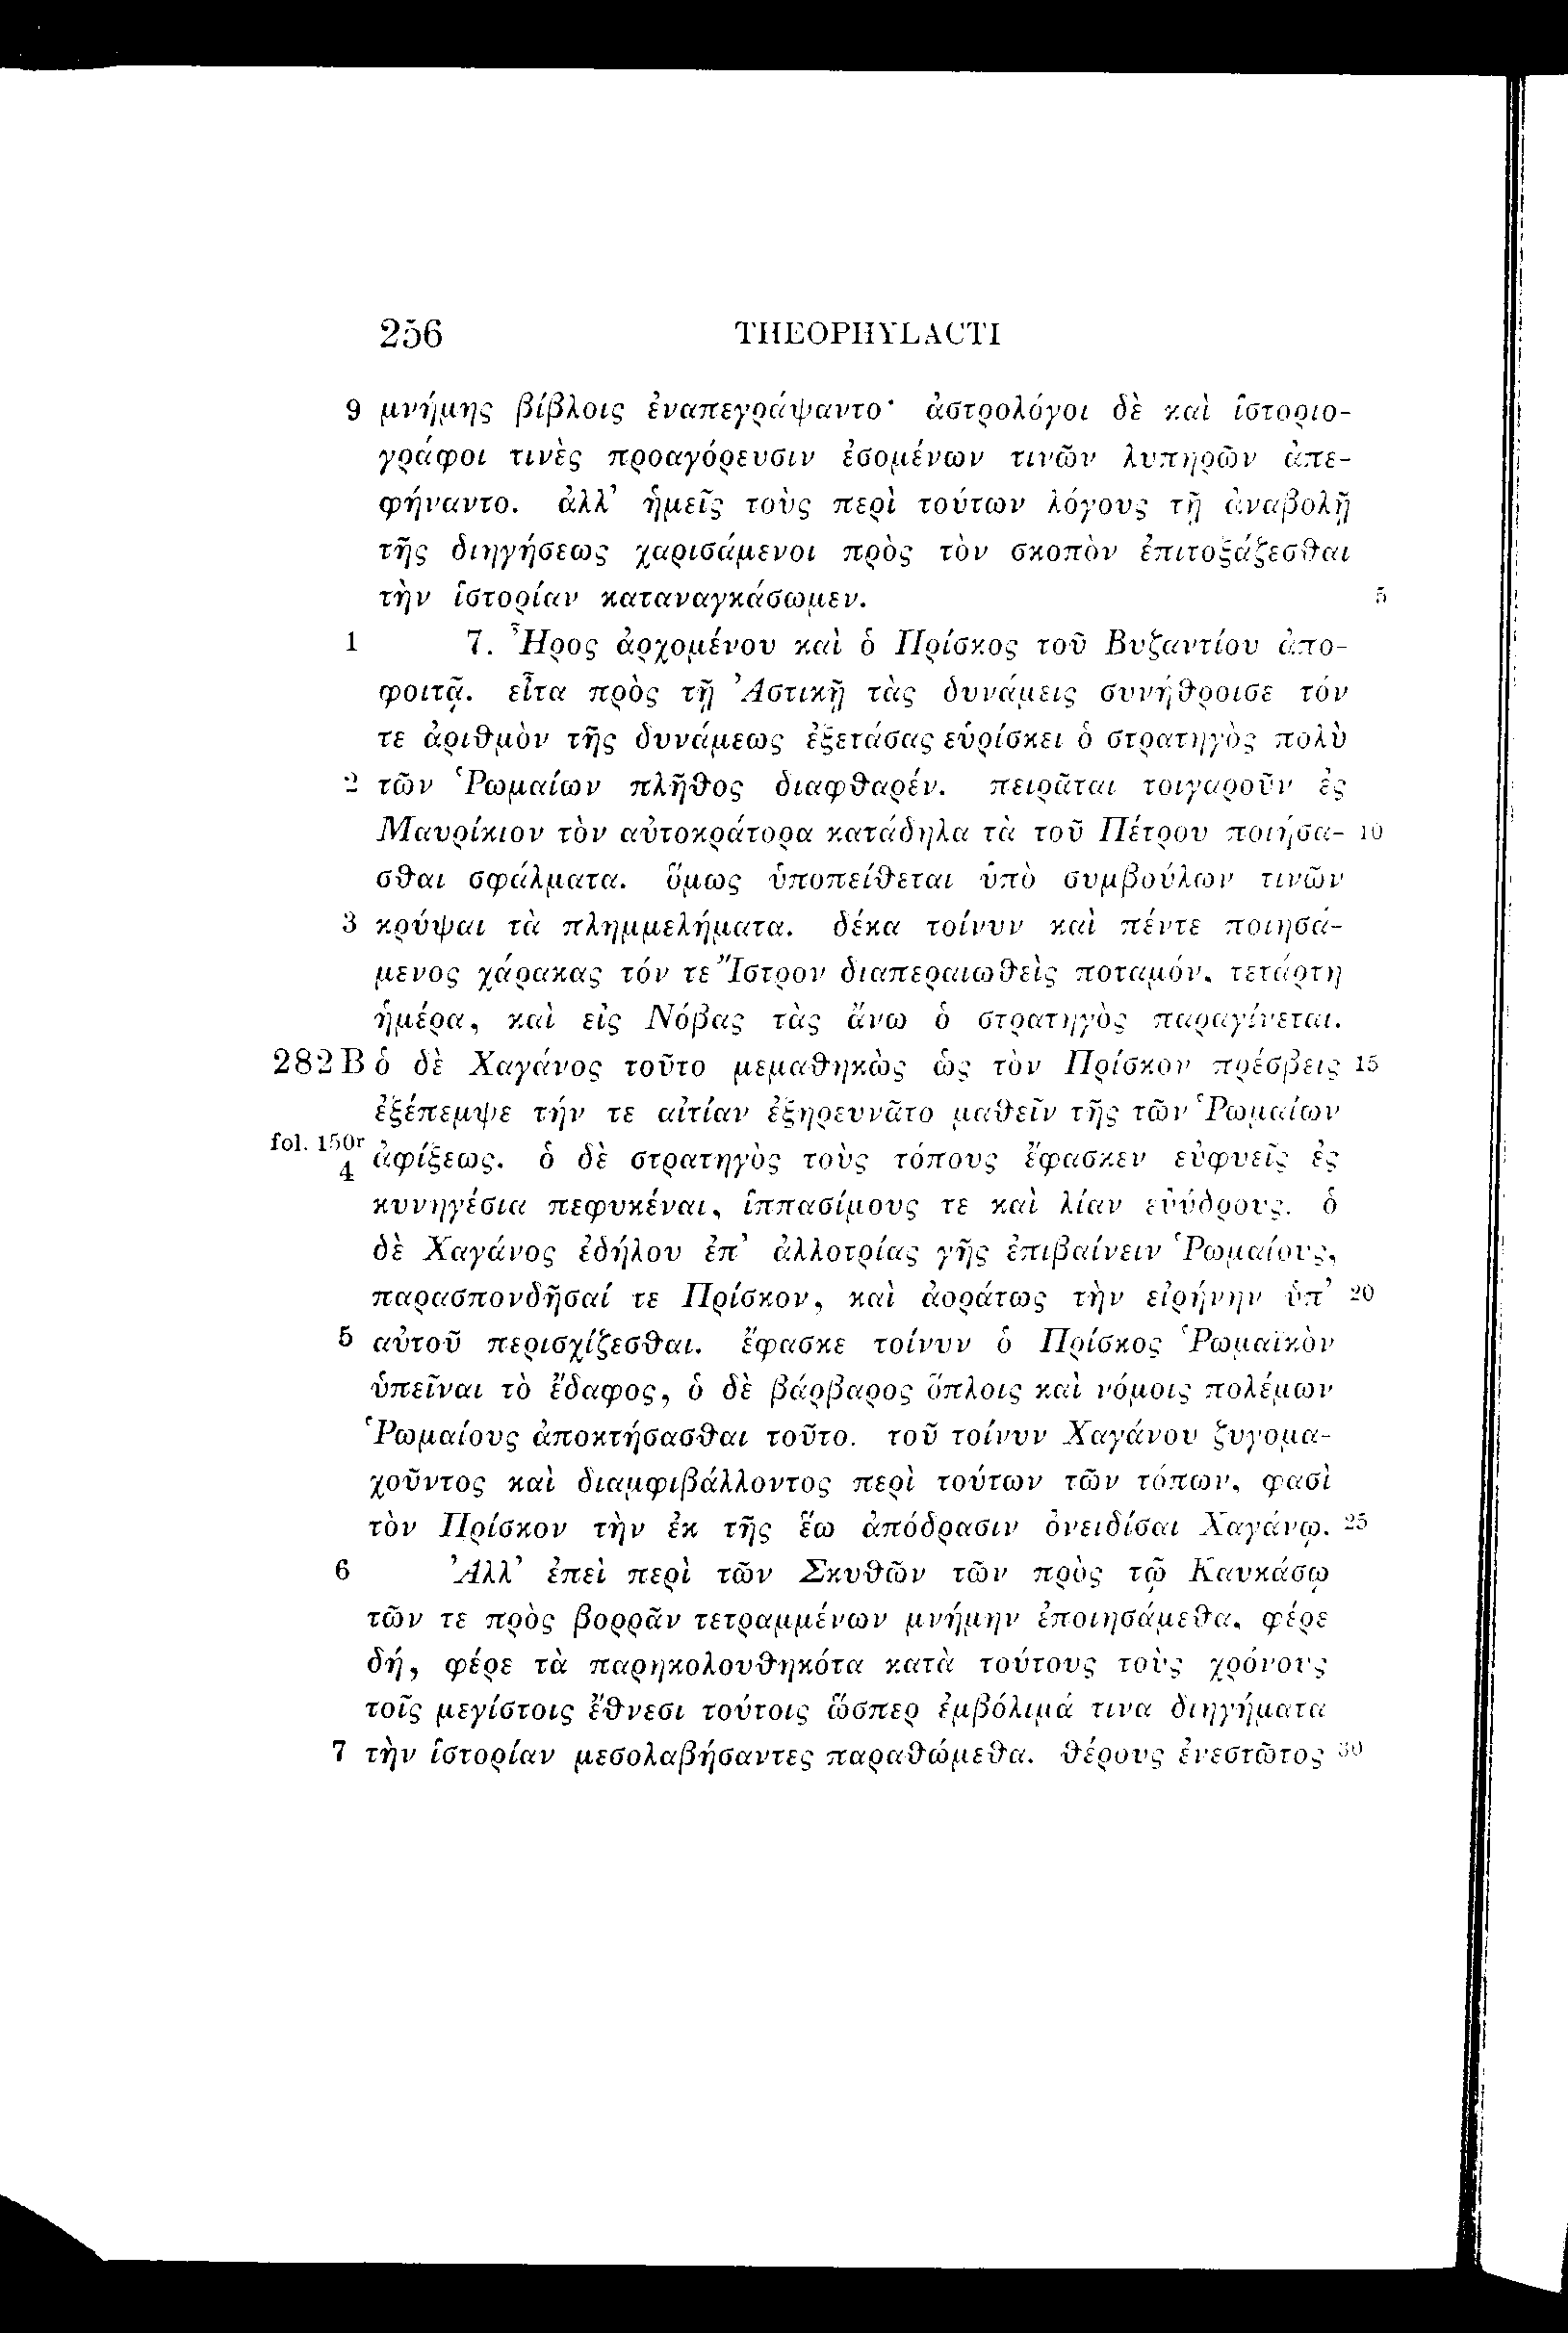 256 THEOPHYLACTI
9 μνήμης βίβλοις ἐναπεγράψαντο· ἀστρολόγοι δὲ καὶ ἱστοριο-
γράφοι τινὲς προαγόρευσιν ἐσομένων τινῶν λυπηρῶν ἀπε-
φήναντο. ἀλλ’ ἡμεῖς τοὺς περὶ τούτων λόγους τῇ ἀναβολῇ
τῆς διηγήσεως χαρισάμενοι πρὸς τὸν σκοπὸν ἐπιτοξάζεσθαι
τὴν ἱστορίαν καταναγκάσωμεν. 5
1 7. Ἦρος ἀρχομένου καὶ ὁ Πρίσκος τοῦ Βυζαντίου ἀπο-
φοιτᾷ. εἶτα πρὸς τῇ Ἀστικῇ τὰς δυνάμεις συνήθροισε τόν
τε ἀριθμὸν τῆς δυνάμεως ἐξετάσας εὑρίσκει ὁ στρατηγὸς πολὺ
2 τῶν Ῥωμαίων πλῆθος διαφθαρέν. πειρᾶται τοιγαροῦν ἐς
Μαυρίκιον τὸν αὐτοκράτορα κατάδηλα τὰ τοῦ Πέτρου ποιήσα- 10
σθαι σφάλματα. ὅμως ὑποπείθεται ὑπὸ συμβούλων τινῶν
3 κρύψαι τὰ πλημμελήματα. δέκα τοίνυν καὶ πέντε ποιησά-
μενος χάρακας τόν τε Ἴστρον διαπεραιωθεὶς ποταμόν, τετάρτῃ
ἡμέρᾳ, καὶ εἰς Νόβας τὰς ἄνω ὁ στρατηγὸς παραγίνεται.
282 B ὁ δὲ Χαγάνος τοῦτο μεμαθηκὼς ὡς τὸν Πρίσκον πρέσβεις 15
ἐξέπεμψε τήν τε αἰτίαν ἐξηρευνᾶτο μαθεῖν τῆς τῶν Ῥωμαίων
fol. 150r 4 ἀφίξεως. ὁ δὲ στρατηγὸς τοὺς τόπους ἔφασκεν εὐφυεῖς ἐς
κυνηγέσια πεφυκέναι, ἱππασίμους τε καὶ λίαν εὐύδρους. ὁ
δὲ Χαγάνος ἐδήλου ἐπ’ ἀλλοτρίας γῆς ἐπιβαίνειν Ῥωμαίους,
παρασπονδῆσαί τε Πρίσκον, καὶ ἀοράτως τὴν εἰρήνην ὑπ’ 20
5 αὐτοῦ περισχίζεσθαι. ἔφασκε τοίνυν ὁ Πρίσκος Ῥωμαϊκὸν
ὑπεῖναι τὸ ἔδαφος, ὁ δὲ βάρβαρος ὅπλοις καὶ νόμοις πολέμων
Ῥωμαίους ἀποκτήσασθαι τοῦτο. τοῦ τοίνυν Χαγάνου ζυγομα-
χοῦντος καὶ διαμφιβάλλοντος περὶ τούτων τῶν τόπων, φασὶ
τὸν Πρίσκον τὴν ἐκ τῆς ἕω ἀπόδρασιν ὀνειδίσαι Χαγάνῳ. 25
6 Ἀλλ’ ἐπεὶ περὶ τῶν Σκυθῶν τῶν πρὸς τῷ Καυκάσῳ
τῶν τε πρὸς βορρᾶν τετραμμένων μνήμην ἐποιησάμεθα, φέρε
δή, φέρε τὰ παρηκολουθηκότα κατὰ τούτους τοὺς χρόνους
τοῖς μεγίστοις ἔθνεσι τούτοις ὥσπερ ἐμβόλιμά τινα διηγήματα
7 τὴν ἱστορίαν μεσολαβήσαντες παραθώμεθα. θέρους ἐνεστῶτος 30